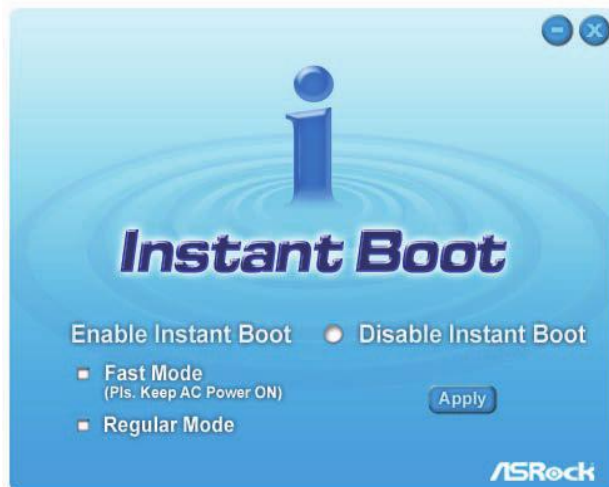 Instant Boot
Enable Instant Boot
Disable Instant Boot
Fast Mode
(Pls. Keep AC Power ON)
Apply
Regular Mode
ASRock